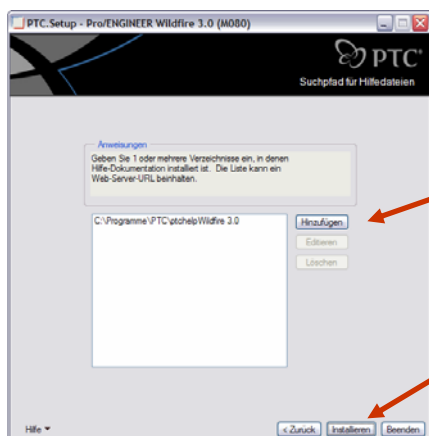 PTC.Setup - Pro/ENGINEER Wildfire 3.0 (M080)
PTC
Suchpfad für Hilfedateien
Anweisungen
Geben Sie 1 oder mehrere Verzeichnisse ein, in denen
Hilfe-Dokumentation installiert ist. Die Liste kann ein
Web-Server-URL beinhalten.
C:\Programme\PTC\ptchelpWildfire 3.0
Hinzufügen
Editieren
Löschen
Hilfe
< Zurück
Installieren
Beenden